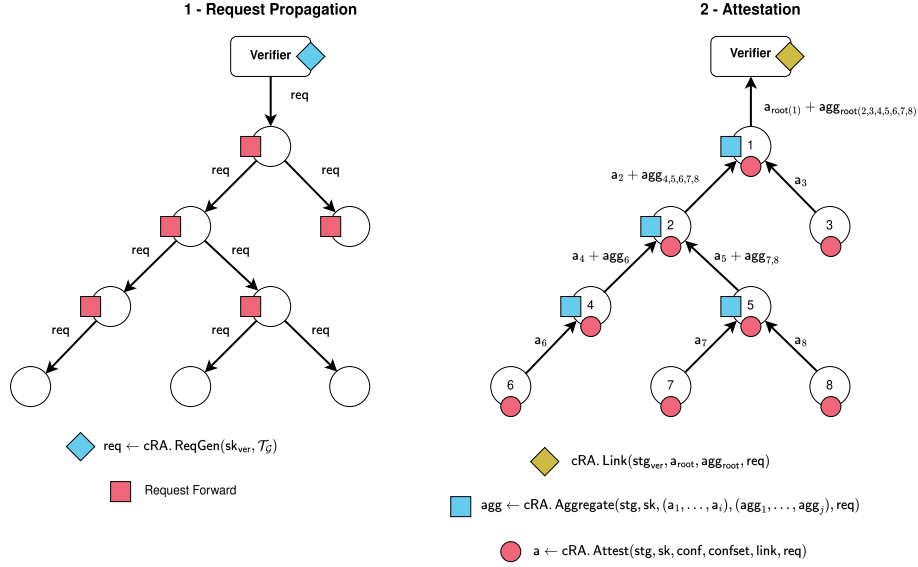 1 - Request Propagation
Verifier
req
req
req
req
req
req
req
req
req ← cRA. ReqGen(sk_ver, 𝒯_𝒢)
Request Forward
2 - Attestation
Verifier
a_root(1) + agg_root(2,3,4,5,6,7,8)
1
a_2 + agg_4,5,6,7,8
a_3
2
3
a_4 + agg_6
a_5 + agg_7,8
4
5
a_6
a_7
a_8
6
7
8
cRA. Link(stg_ver, a_root, agg_root, req)
agg ← cRA. Aggregate(stg, sk, (a_1, . . . , a_i), (agg_1, . . . , agg_j), req)
a ← cRA. Attest(stg, sk, conf, confset, link, req)